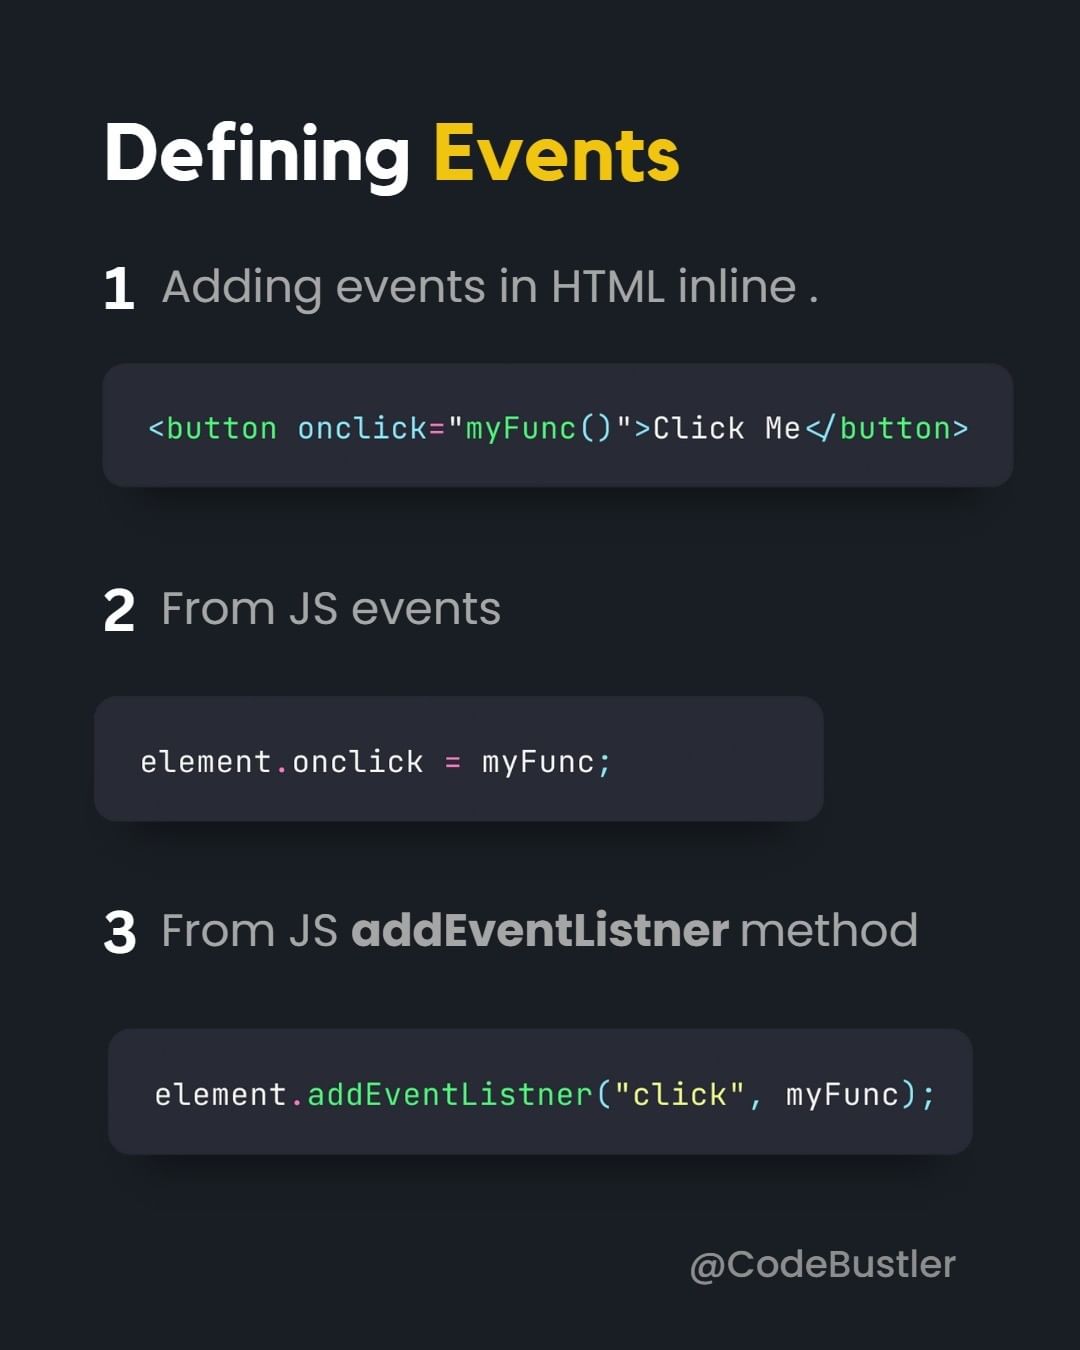 Defining Events
1 Adding events in HTML inline .
<button onclick="myFunc()">Click Me</button>
2 From JS events
element.onclick = myFunc;
3 From JS addEventListner method
element.addEventListner("click", myFunc);
@CodeBustler